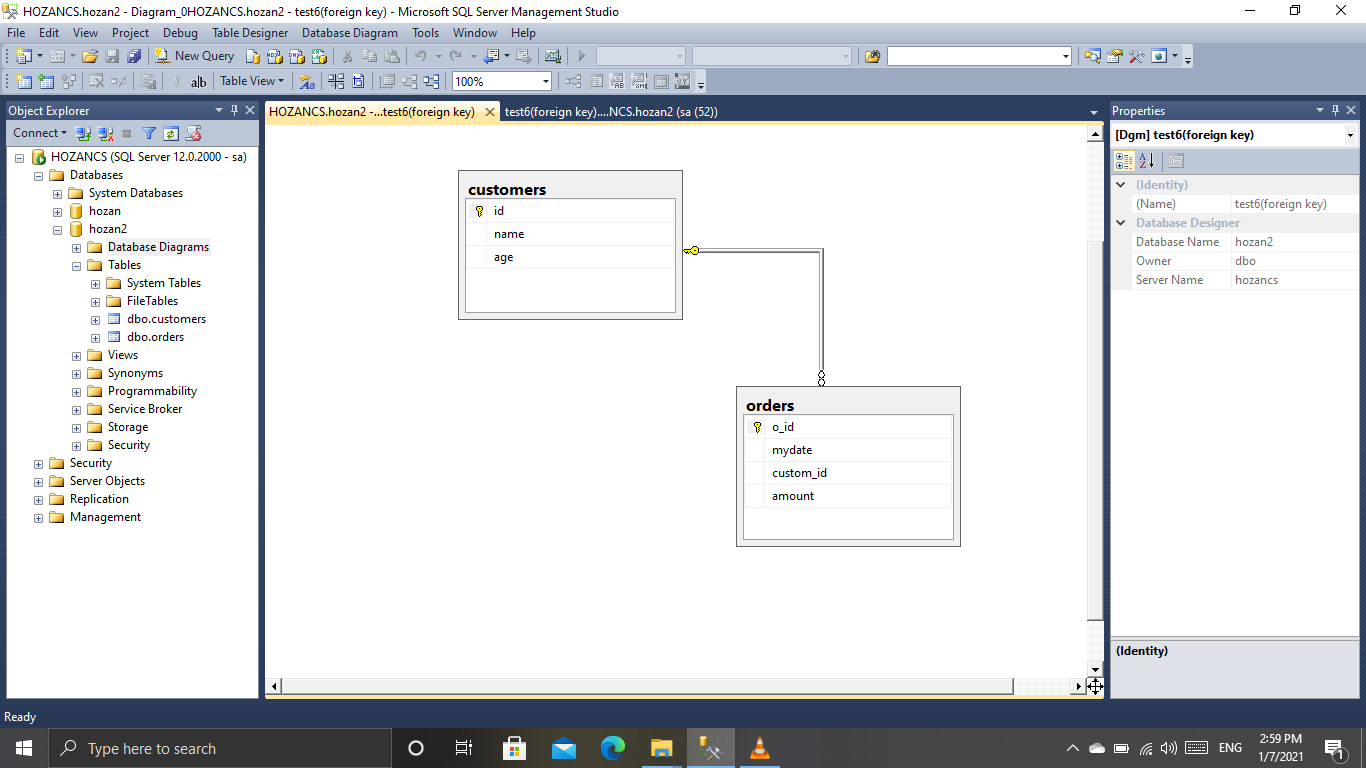 HOZANCS.hozan2 - Diagram_0HOZANCS.hozan2 - test6(foreign key) - Microsoft SQL Server Management Studio
File Edit View Project Debug Table Designer Database Diagram Tools Window Help
New Query
ab Table View 100%
Object Explorer
Connect
HOZANCS (SQL Server 12.0.2000 - sa)
Databases
System Databases
hozan
hozan2
Database Diagrams
Tables
System Tables
FileTables
dbo.customers
dbo.orders
Views
Synonyms
Programmability
Service Broker
Storage
Security
Security
Server Objects
Replication
Management
HOZANCS.hozan2 -...test6(foreign key) test6(foreign key)....NCS.hozan2 (sa (52))
customers
id
name
age
orders
o_id
mydate
custom_id
amount
Properties
[Dgm] test6(foreign key)
(Identity)
(Name) test6(foreign key)
Database Designer
Database Name hozan2
Owner dbo
Server Name hozancs
(Identity)
Ready
Type here to search
ENG
2:59 PM
1/7/2021
1